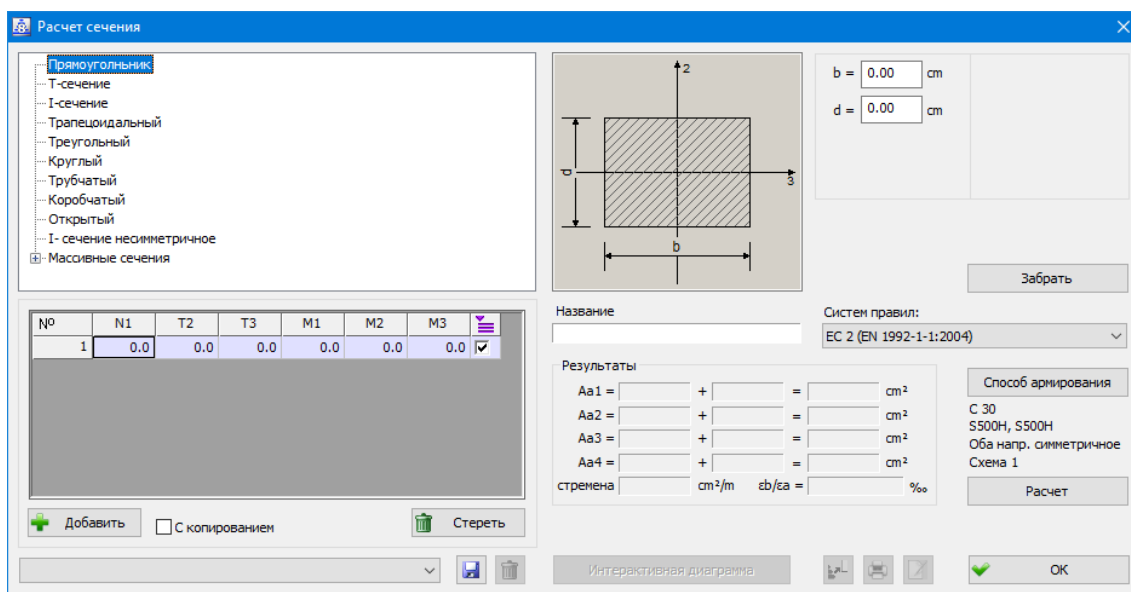 Расчет сечения
Прямоуголньник
Т-сечение
I-сечение
Трапецоидальный
Треугольный
Круглый
Трубчатый
Коробчатый
Открытый
I- сечение несимметричное
Массивные сечения
2
3
d
b
b = 0.00 cm
d = 0.00 cm
Забрать
Nº N1 T2 T3 M1 M2 M3
1 0.0 0.0 0.0 0.0 0.0 0.0
Добавить
С копированием
Стереть
Название
Систем правил:
EC 2 (EN 1992-1-1:2004)
Результаты
Aa1 = + = cm²
Aa2 = + = cm²
Aa3 = + = cm²
Aa4 = + = cm²
стремена cm²/m εb/εa = ‰
Способ армирования
C 30
S500H, S500H
Оба напр. симметричное
Схема 1
Расчет
Интерактивная диаграмма
OK